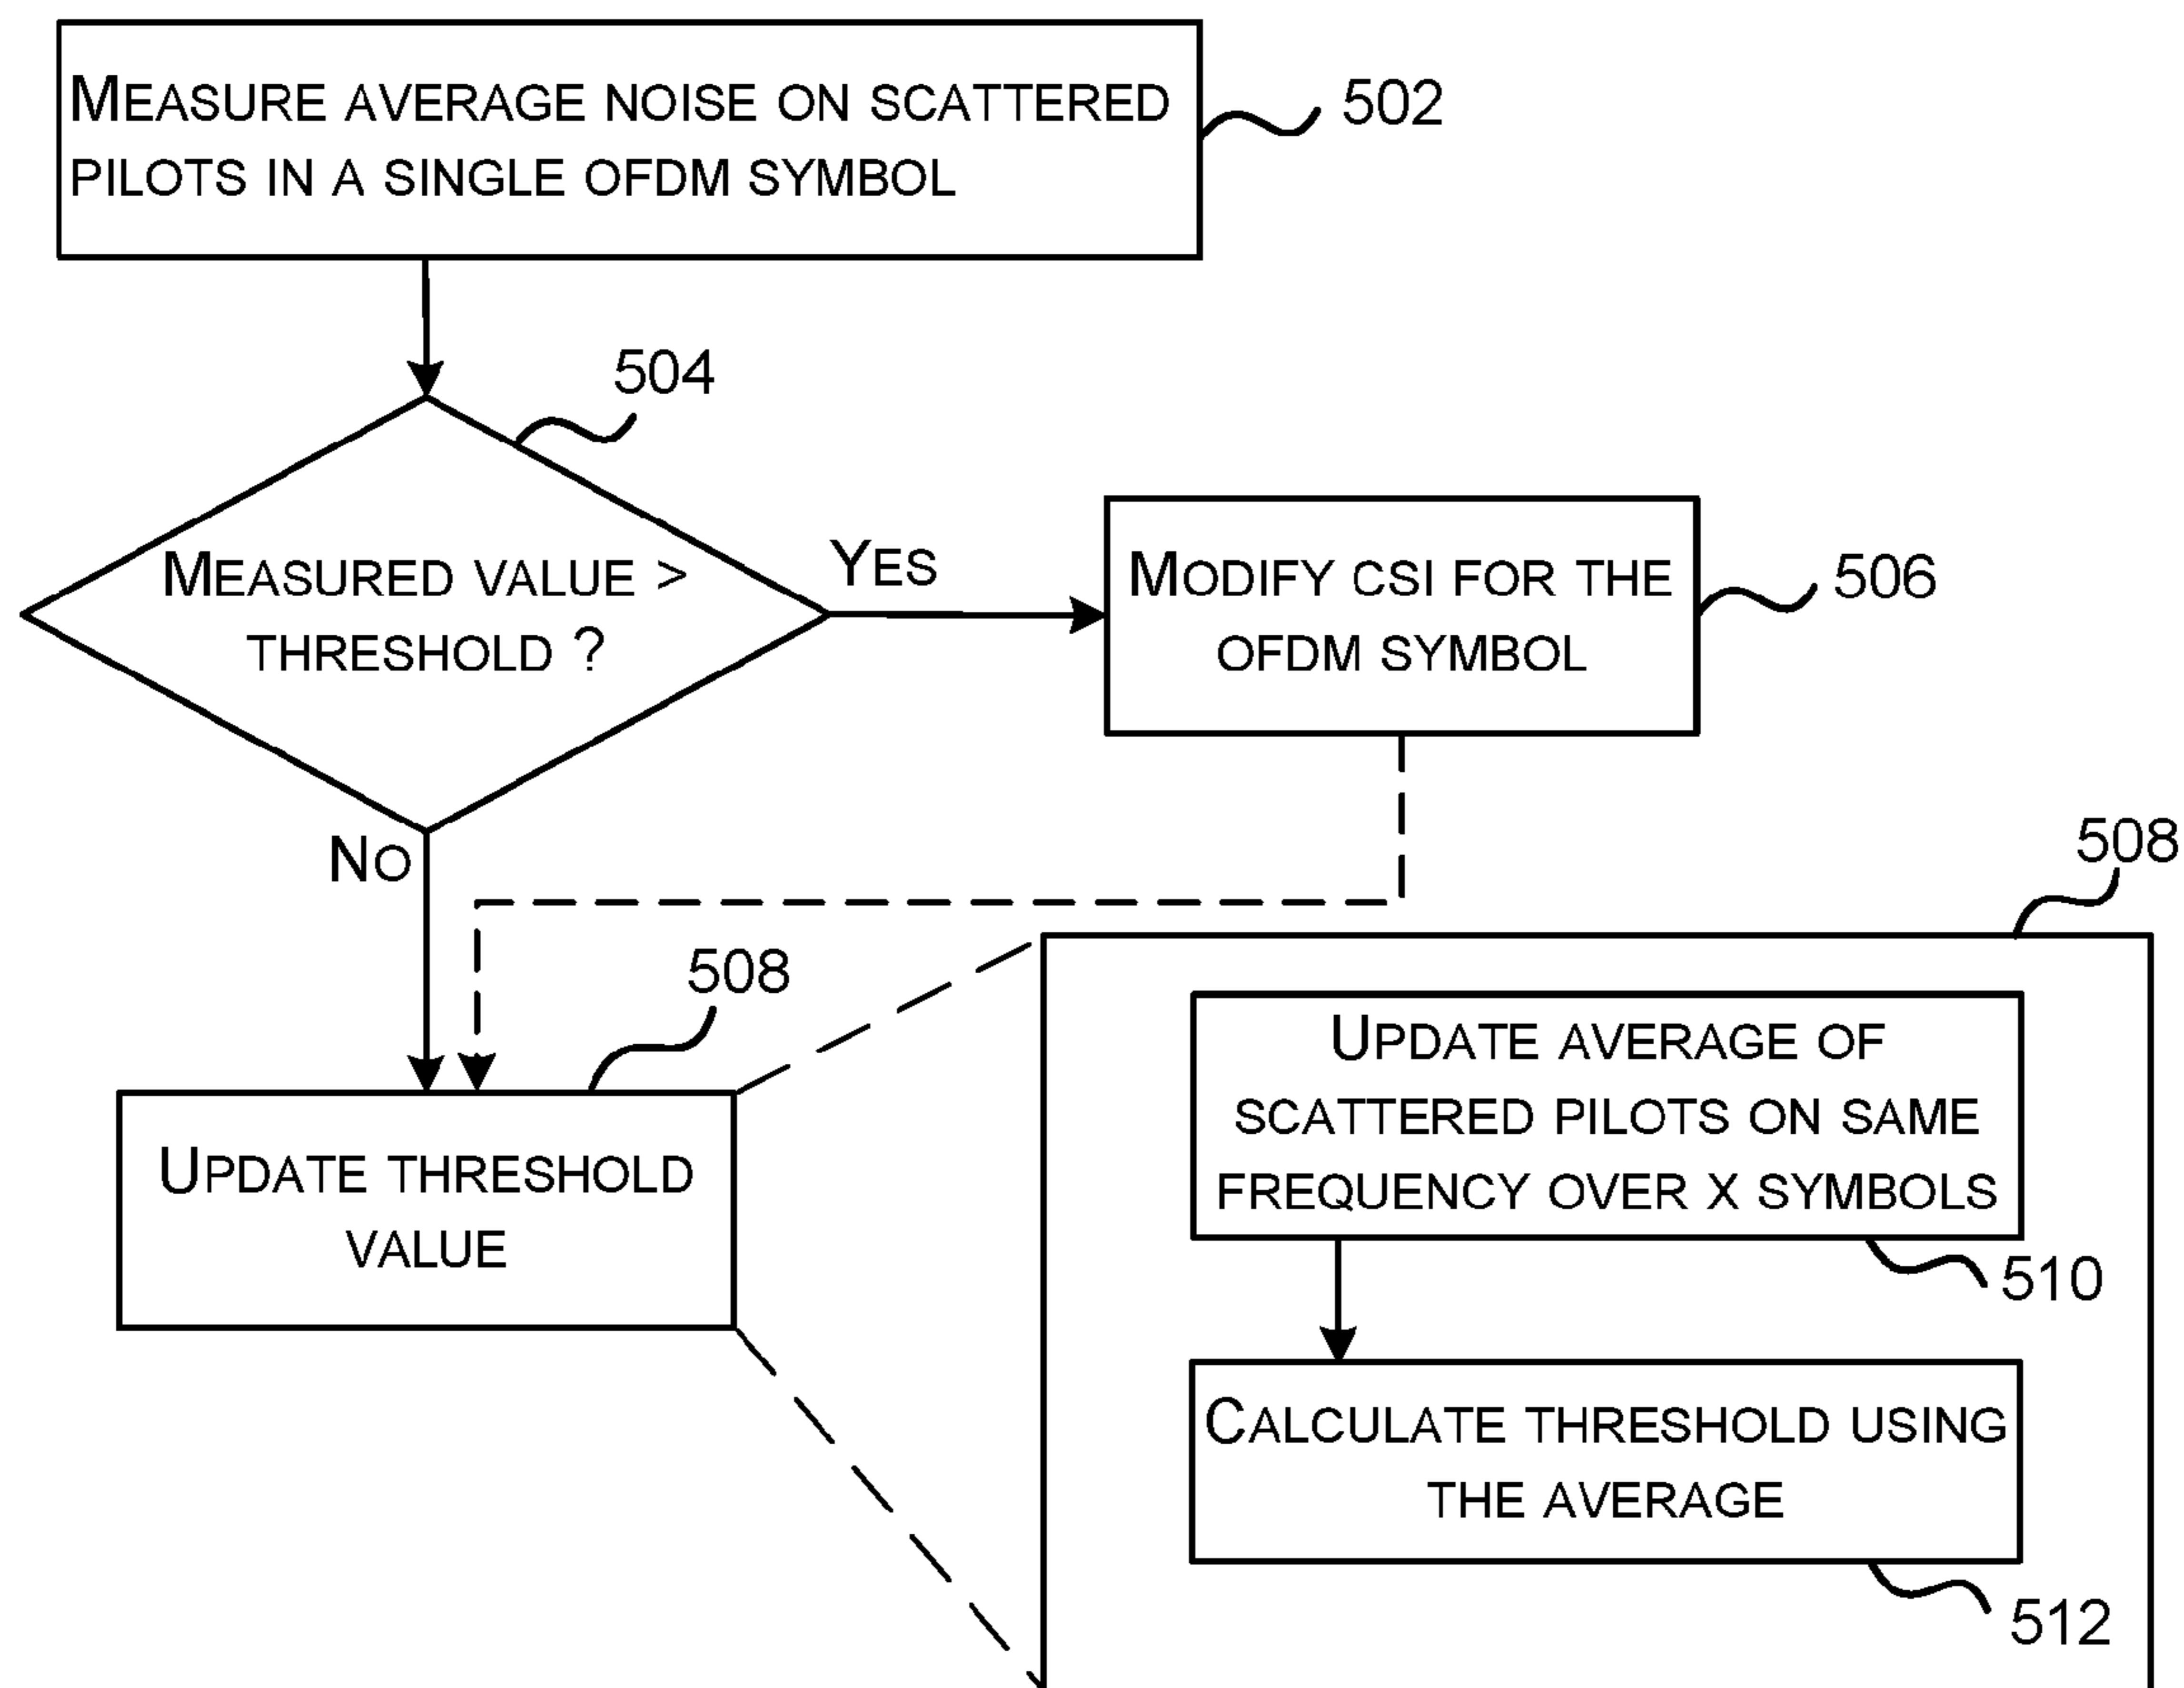 MEASURE AVERAGE NOISE ON SCATTERED
PILOTS IN A SINGLE OFDM SYMBOL
502
504
MEASURED VALUE >
THRESHOLD ?
YES
MODIFY CSI FOR THE
OFDM SYMBOL
506
NO
508
508
UPDATE THRESHOLD
VALUE
UPDATE AVERAGE OF
SCATTERED PILOTS ON SAME
FREQUENCY OVER X SYMBOLS
510
CALCULATE THRESHOLD USING
THE AVERAGE
512